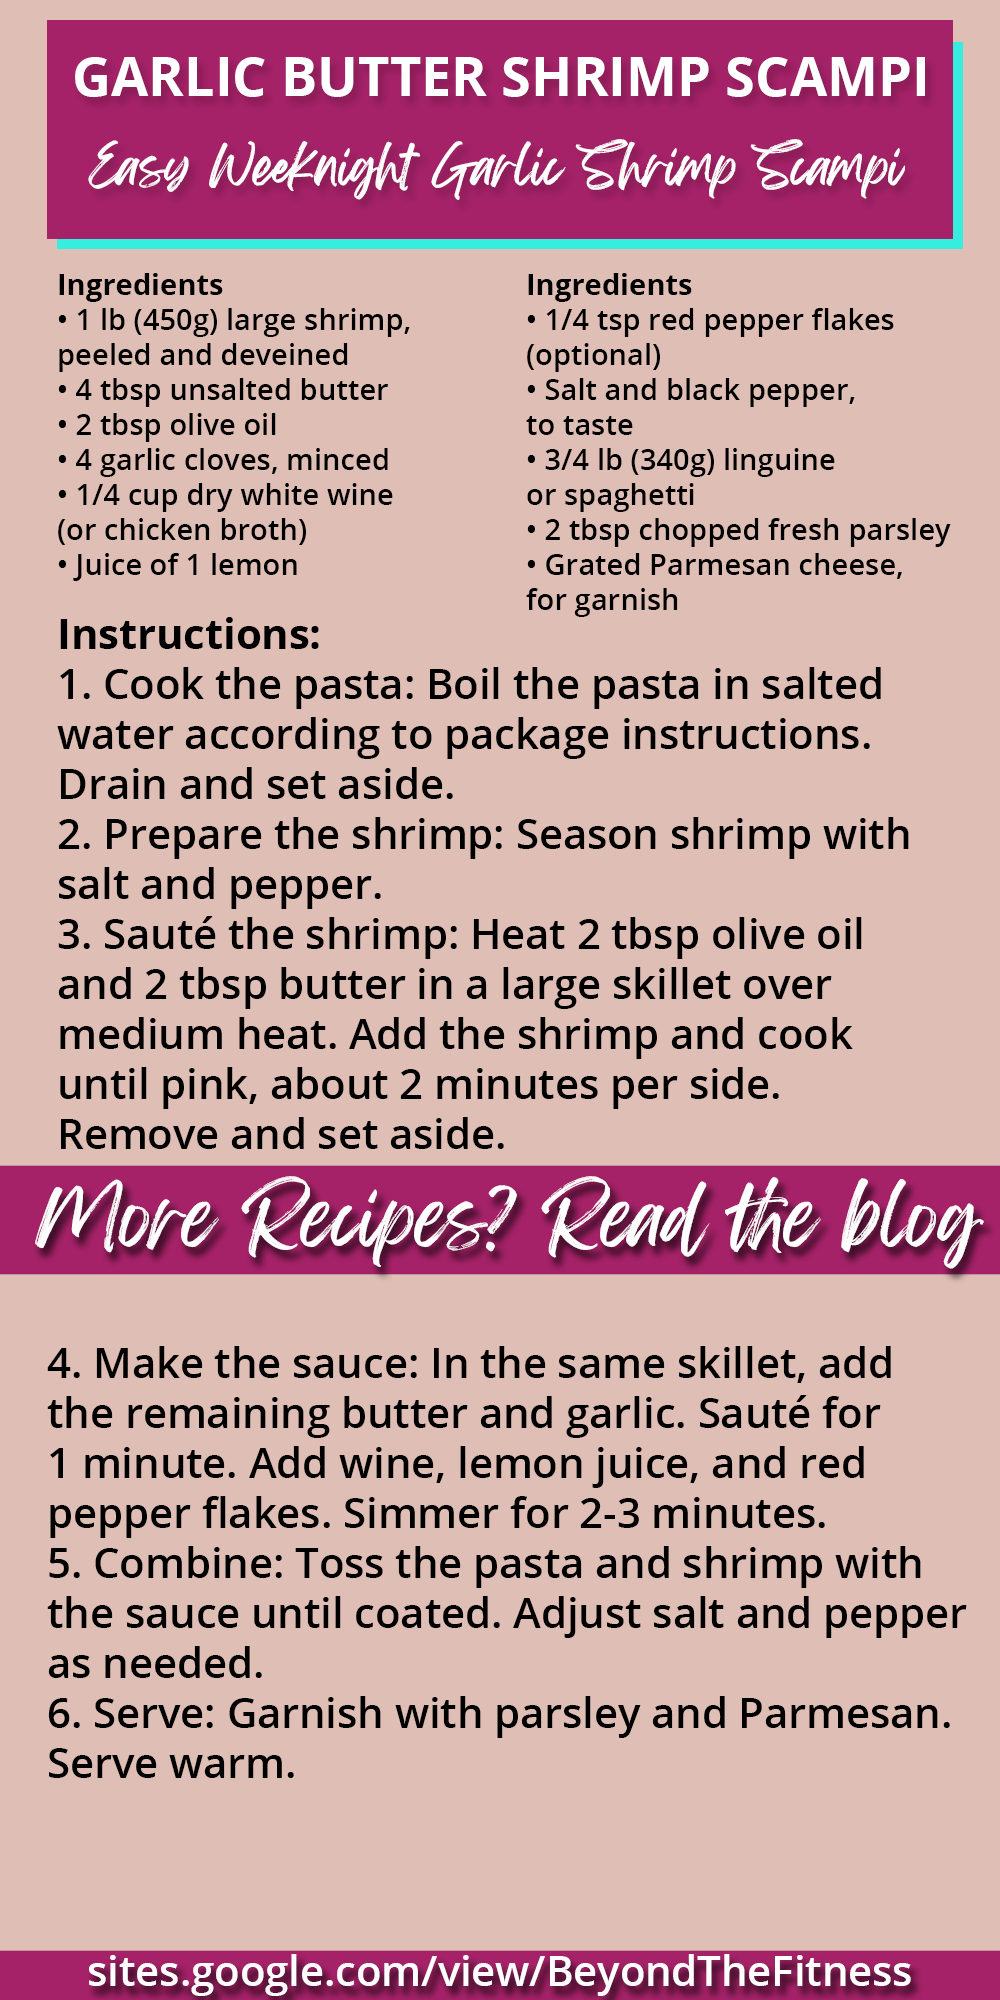 GARLIC BUTTER SHRIMP SCAMPI
Easy Weeknight Garlic Shrimp Scampi
Ingredients
• 1 lb (450g) large shrimp,
peeled and deveined
• 4 tbsp unsalted butter
• 2 tbsp olive oil
• 4 garlic cloves, minced
• 1/4 cup dry white wine
(or chicken broth)
• Juice of 1 lemon
Ingredients
• 1/4 tsp red pepper flakes
(optional)
• Salt and black pepper,
to taste
• 3/4 lb (340g) linguine
or spaghetti
• 2 tbsp chopped fresh parsley
• Grated Parmesan cheese,
for garnish
Instructions:
1. Cook the pasta: Boil the pasta in salted
water according to package instructions.
Drain and set aside.
2. Prepare the shrimp: Season shrimp with
salt and pepper.
3. Sauté the shrimp: Heat 2 tbsp olive oil
and 2 tbsp butter in a large skillet over
medium heat. Add the shrimp and cook
until pink, about 2 minutes per side.
Remove and set aside.
More Recipes? Read the blog
4. Make the sauce: In the same skillet, add
the remaining butter and garlic. Sauté for
1 minute. Add wine, lemon juice, and red
pepper flakes. Simmer for 2-3 minutes.
5. Combine: Toss the pasta and shrimp with
the sauce until coated. Adjust salt and pepper
as needed.
6. Serve: Garnish with parsley and Parmesan.
Serve warm.
sites.google.com/view/BeyondTheFitness